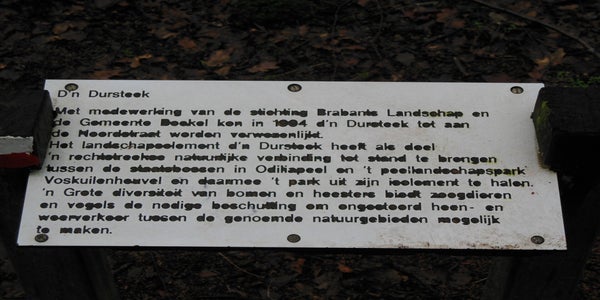 D'n Dursteek
Met medewerking van de stichting Brabants Landschap en
de Gemeente Boekel kon in 1994 d'n Dursteek tot aan
de Noordstraat worden verwezenlijkt.
Het landschapselement d'n Dursteek heeft als doel
'n rechtstreekse natuurlijke verbinding tot stand te brengen
tussen de staatsbossen in Odiliapeel en 't peellandschapspark
Voskuilenheuvel en daarmee 't park uit zijn isolement te halen.
'n Grote diversiteit van bomen en heesters biedt zoogdieren
en vogels de nodige beschutting om ongestoord heen- en
weerverkeer tussen de genoemde natuurgebieden mogelijk
te maken.